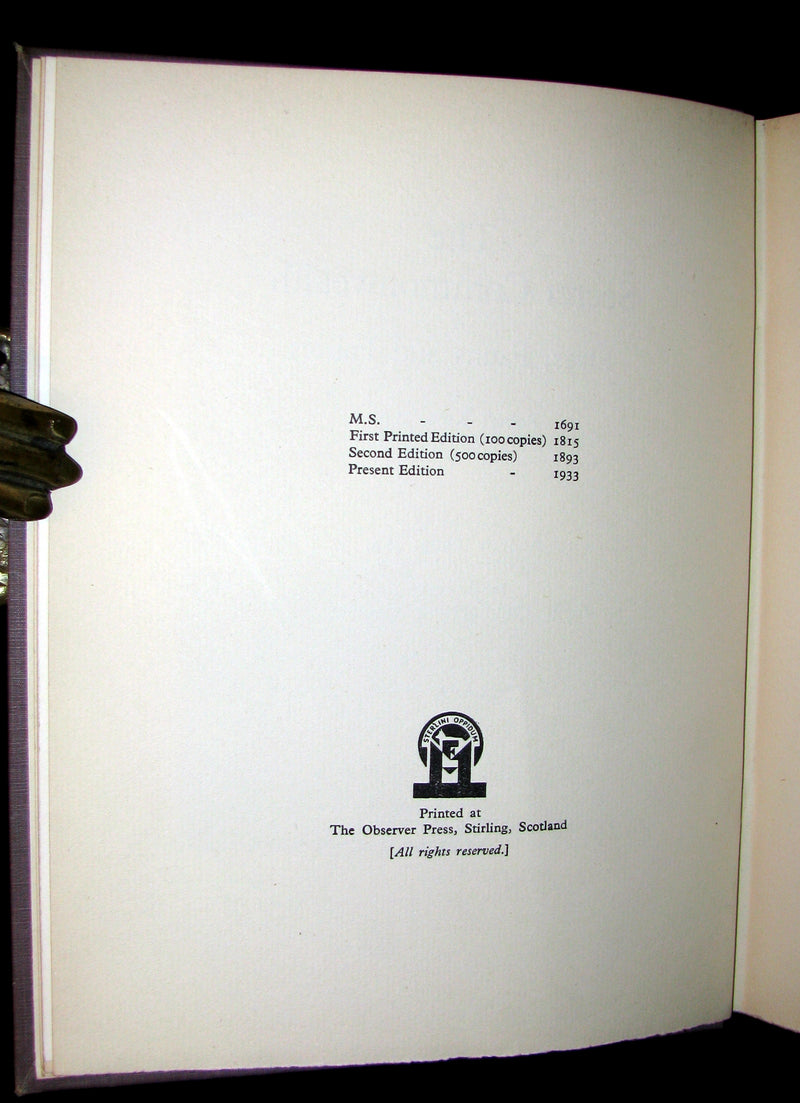 M.S. - - - 1691
First Printed Edition (100 copies) 1815
Second Edition (500 copies) 1893
Present Edition - 1933
STERLINI OPPIDUM
Printed at
The Observer Press, Stirling, Scotland
[All rights reserved.]